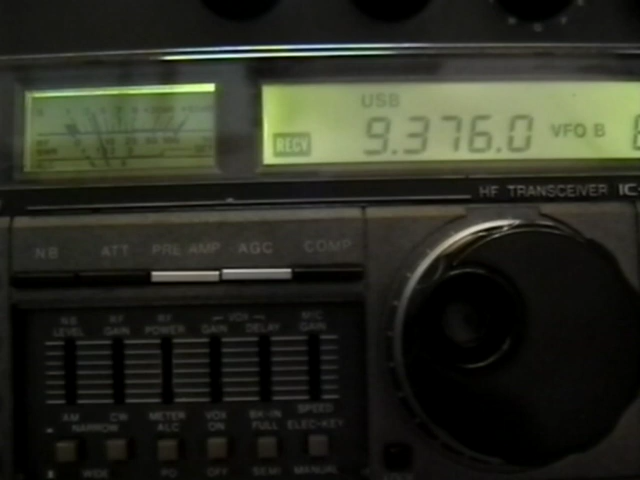 USB
RECV 9.376.0 VFO B
HF TRANSCEIVER IC-
NB ATT PRE AMP AGC COMP
NB RF RF VOX MIC
LEVEL GAIN POWER GAIN DELAY GAIN
AM CW METER VOX BK-IN SPEED
NARROW ALC ON FULL ELEC-KEY
WIDE PO OFF SEMI MANUAL